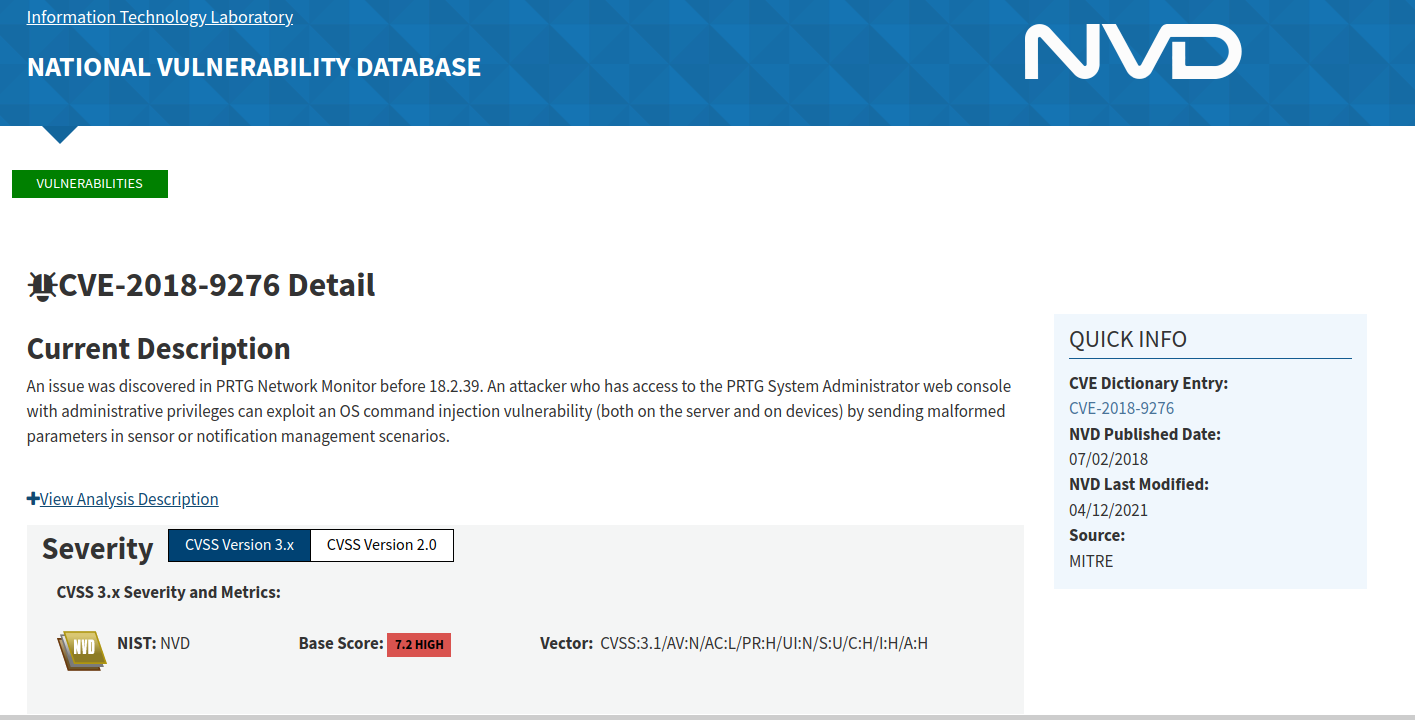 Information Technology Laboratory
NATIONAL VULNERABILITY DATABASE
NVD
VULNERABILITIES
CVE-2018-9276 Detail
Current Description
An issue was discovered in PRTG Network Monitor before 18.2.39. An attacker who has access to the PRTG System Administrator web console
with administrative privileges can exploit an OS command injection vulnerability (both on the server and on devices) by sending malformed
parameters in sensor or notification management scenarios.
View Analysis Description
Severity CVSS Version 3.x CVSS Version 2.0
CVSS 3.x Severity and Metrics:
NVD NIST: NVD Base Score: 7.2 HIGH Vector: CVSS:3.1/AV:N/AC:L/PR:H/UI:N/S:U/C:H/I:H/A:H
QUICK INFO
CVE Dictionary Entry:
CVE-2018-9276
NVD Published Date:
07/02/2018
NVD Last Modified:
04/12/2021
Source:
MITRE